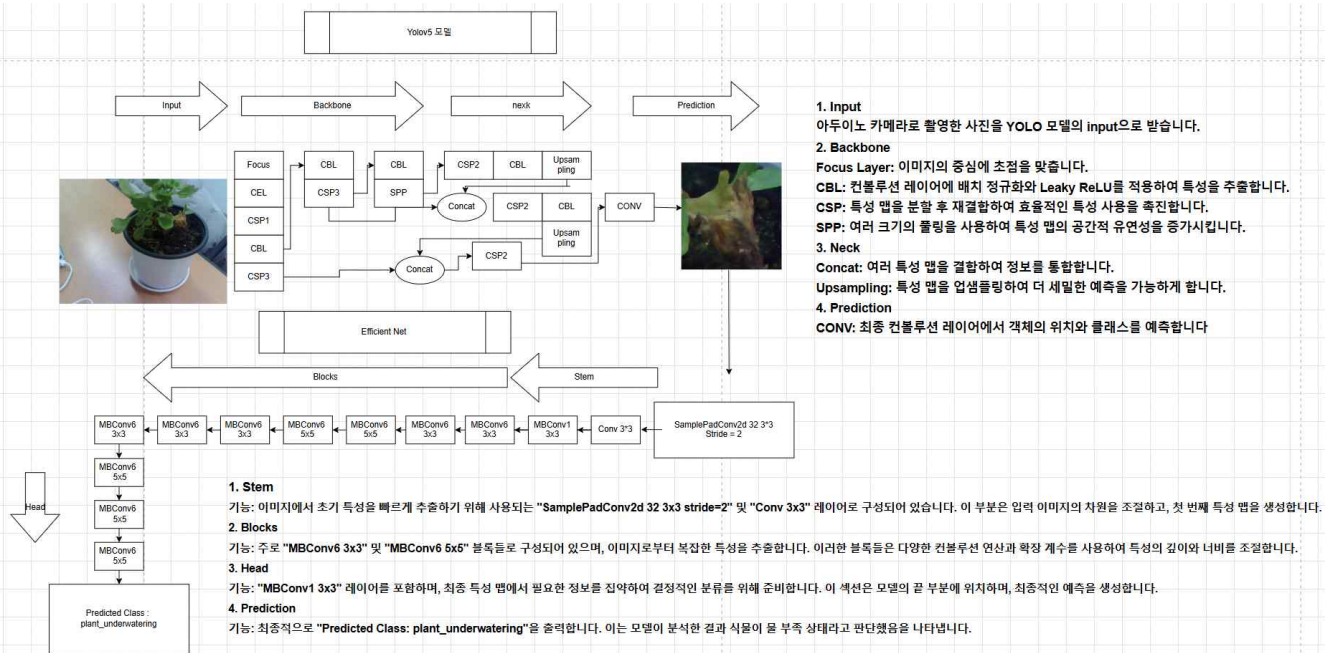 Yolov5 모델
Input
Backbone
nexk
Prediction
Focus
CEL
CSP1
CBL
CSP3
CBL
CSP3
CBL
SPP
CSP2
CBL
Upsam
pling
Concat
CSP2
CBL
Upsam
pling
Concat
CSP2
CONV
1. Input
아두이노 카메라로 촬영한 사진을 YOLO 모델의 input으로 받습니다.
2. Backbone
Focus Layer: 이미지의 중심에 초점을 맞춥니다.
CBL: 컨볼루션 레이어에 배치 정규화와 Leaky ReLU를 적용하여 특성을 추출합니다.
CSP: 특성 맵을 분할 후 재결합하여 효율적인 특성 사용을 촉진합니다.
SPP: 여러 크기의 풀링을 사용하여 특성 맵의 공간적 유연성을 증가시킵니다.
3. Neck
Concat: 여러 특성 맵을 결합하여 정보를 통합합니다.
Upsampling: 특성 맵을 업샘플링하여 더 세밀한 예측을 가능하게 합니다.
4. Prediction
CONV: 최종 컨볼루션 레이어에서 객체의 위치와 클래스를 예측합니다
Efficient Net
Blocks
Stem
MBConv6
3x3
MBConv6
3x3
MBConv6
3x3
MBConv6
5x5
MBConv6
5x5
MBConv6
3x3
MBConv6
3x3
MBConv1
3x3
Conv 3*3
SamplePadConv2d 32 3*3
Stride = 2
MBConv6
5x5
MBConv6
5x5
MBConv6
5x5
Head
Predicted Class :
plant_underwatering
1. Stem
기능: 이미지에서 초기 특성을 빠르게 추출하기 위해 사용되는 "SamplePadConv2d 32 3x3 stride=2" 및 "Conv 3x3" 레이어로 구성되어 있습니다. 이 부분은 입력 이미지의 차원을 조절하고, 첫 번째 특성 맵을 생성합니다.
2. Blocks
기능: 주로 "MBConv6 3x3" 및 "MBConv6 5x5" 블록들로 구성되어 있으며, 이미지로부터 복잡한 특성을 추출합니다. 이러한 블록들은 다양한 컨볼루션 연산과 확장 계수를 사용하여 특성의 깊이와 너비를 조절합니다.
3. Head
기능: "MBConv1 3x3" 레이어를 포함하며, 최종 특성 맵에서 필요한 정보를 집약하여 결정적인 분류를 위해 준비합니다. 이 섹션은 모델의 끝 부분에 위치하며, 최종적인 예측을 생성합니다.
4. Prediction
기능: 최종적으로 "Predicted Class: plant_underwatering"을 출력합니다. 이는 모델이 분석한 결과 식물이 물 부족 상태라고 판단했음을 나타냅니다.